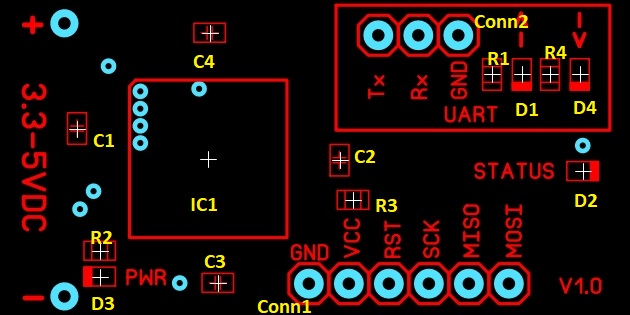 +
Conn2
C4
R1
R4
Tx
Rx
GND
D1
D4
UART
3.3-5VDC
C1
C2
STATUS
IC1
R3
D2
R2
GND
VCC
RST
SCK
MISO
MOSI
C3
PWR
D3
Conn1
V1.0
-